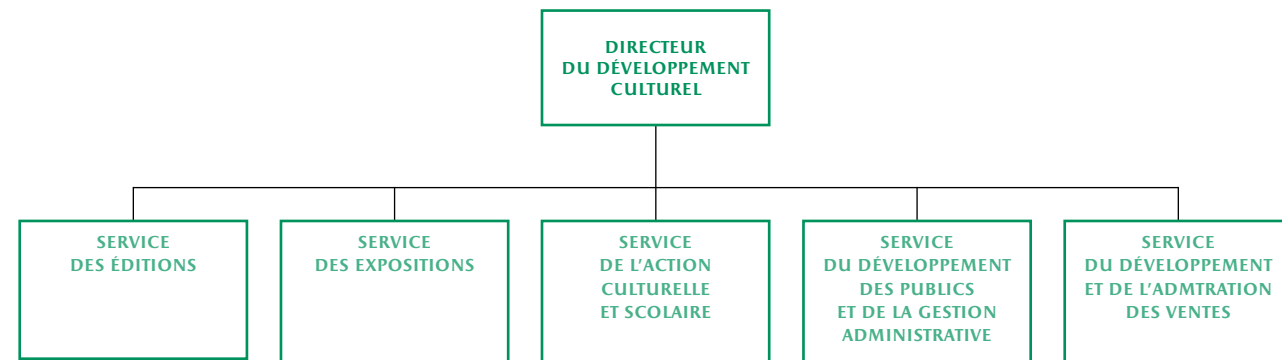 DIRECTEUR
DU DÉVELOPPEMENT
CULTUREL
SERVICE
DES ÉDITIONS
SERVICE
DES EXPOSITIONS
SERVICE
DE L'ACTION
CULTURELLE
ET SCOLAIRE
SERVICE
DU DÉVELOPPEMENT
DES PUBLICS
ET DE LA GESTION
ADMINISTRATIVE
SERVICE
DU DÉVELOPPEMENT
ET DE L'ADMTRATION
DES VENTES